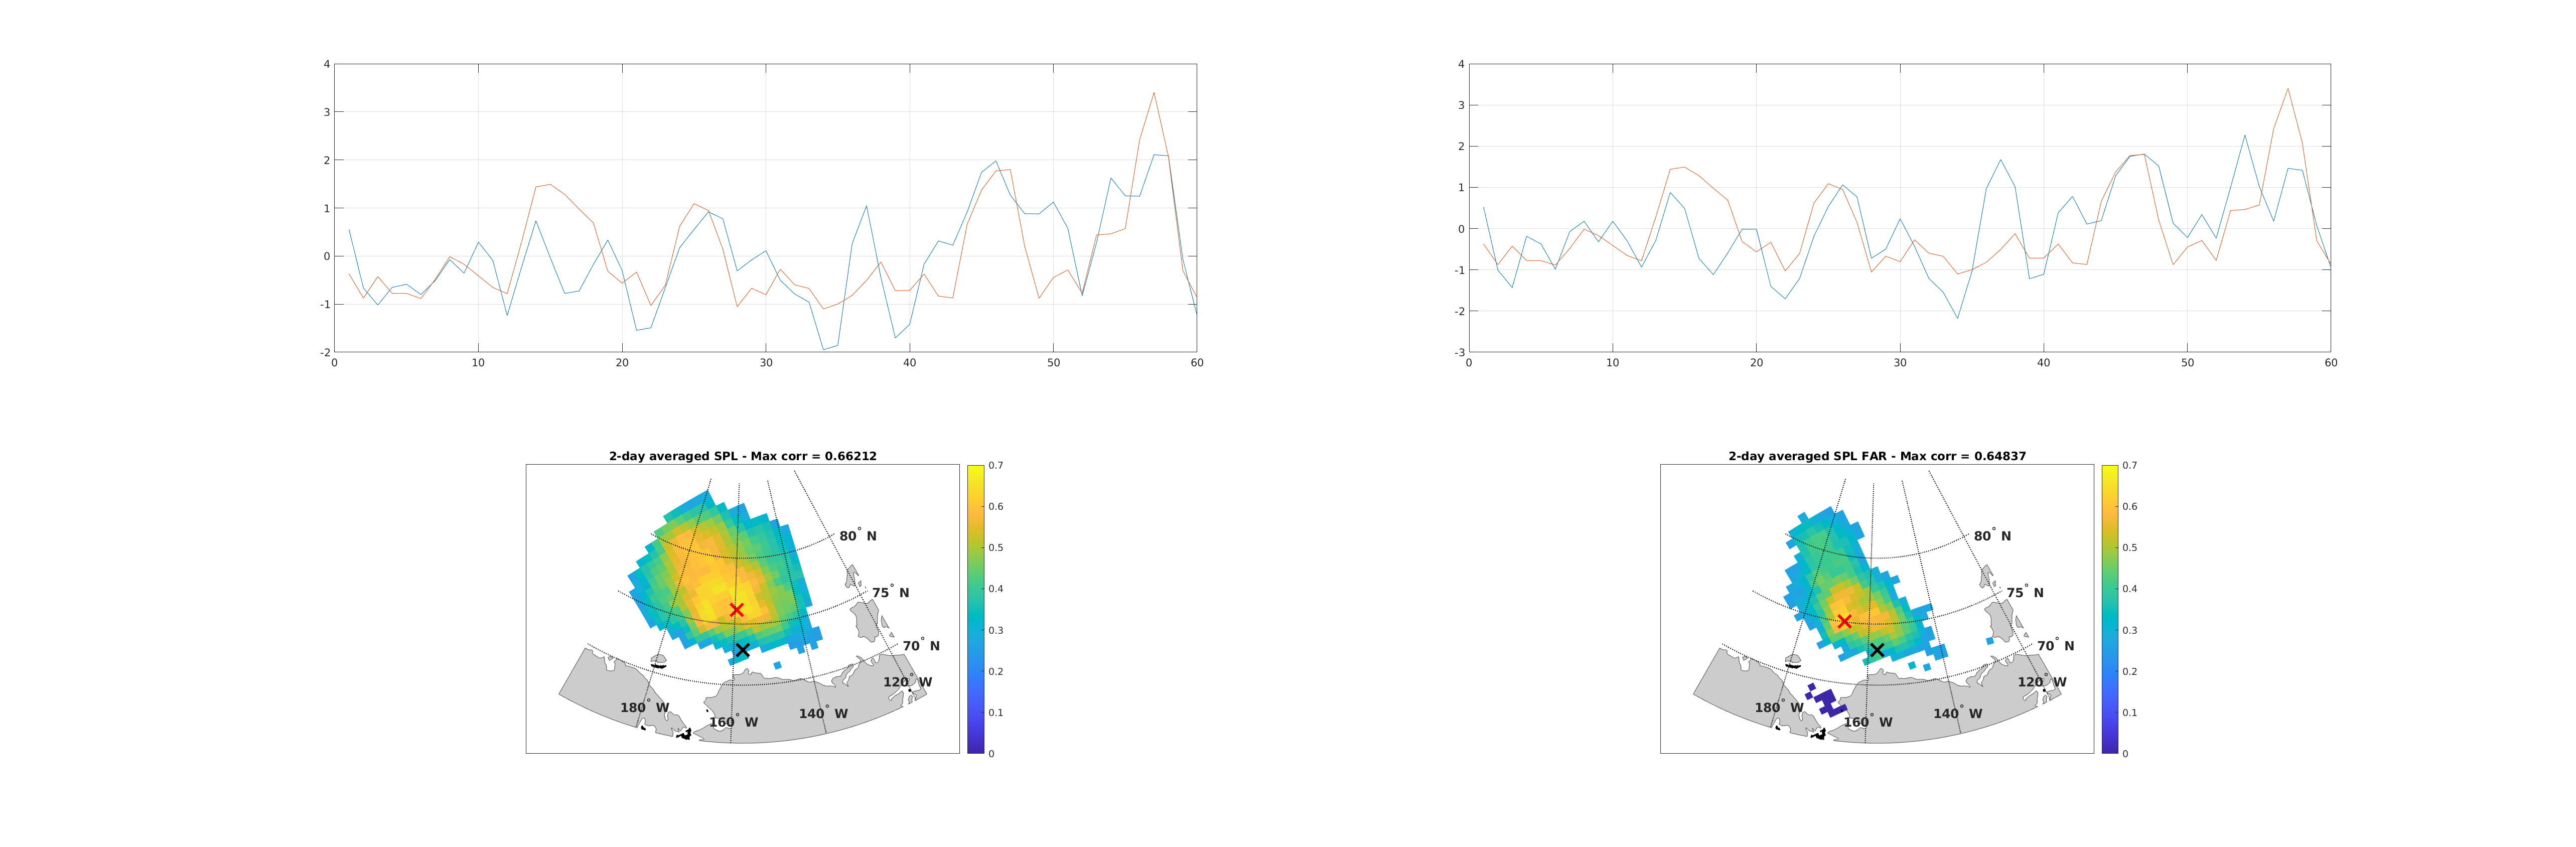 4
3
2
1
0
-1
-2
0 10 20 30 40 50 60
4
3
2
1
0
-1
-2
-3
0 10 20 30 40 50 60
2-day averaged SPL - Max corr = 0.66212
80° N
75° N
70° N
120° W
180° W
160° W
140° W
0.7
0.6
0.5
0.4
0.3
0.2
0.1
0
2-day averaged SPL FAR - Max corr = 0.64837
80° N
75° N
70° N
120° W
180° W
160° W
140° W
0.7
0.6
0.5
0.4
0.3
0.2
0.1
0